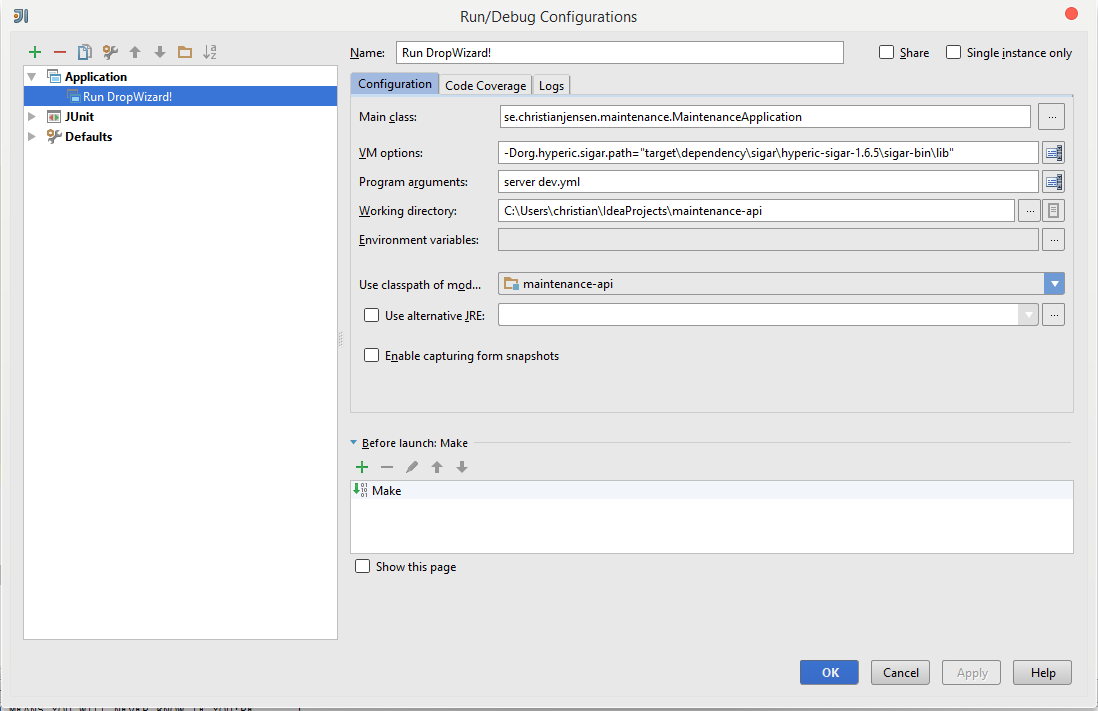 Run/Debug Configurations
Name: Run DropWizard! Share Single instance only
Application
Run DropWizard!
JUnit
Defaults
Configuration Code Coverage Logs
Main class: se.christianjensen.maintenance.MaintenanceApplication ...
VM options: -Dorg.hyperic.sigar.path="target\dependency\sigar\hyperic-sigar-1.6.5\sigar-bin\lib"
Program arguments: server dev.yml
Working directory: C:\Users\christian\IdeaProjects\maintenance-api ...
Environment variables: ...
Use classpath of mod... maintenance-api
Use alternative JRE: ...
Enable capturing form snapshots
Before launch: Make
Make
Show this page
OK Cancel Apply Help